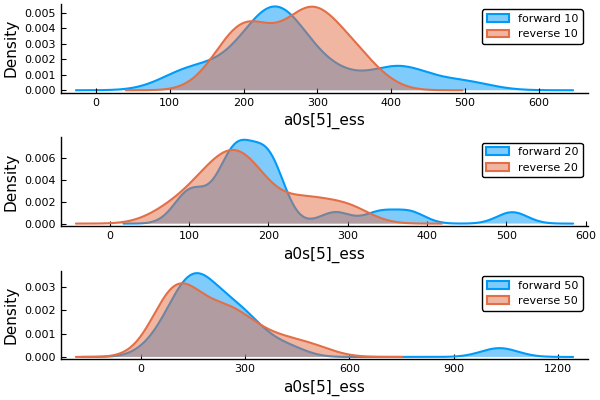 Density
0.005
0.004
0.003
0.002
0.001
0.000
forward 10
reverse 10
0 100 200 300 400 500 600
a0s[5]_ess
Density
0.006
0.004
0.002
0.000
forward 20
reverse 20
0 100 200 300 400 500 600
a0s[5]_ess
Density
0.003
0.002
0.001
0.000
forward 50
reverse 50
0 300 600 900 1200
a0s[5]_ess